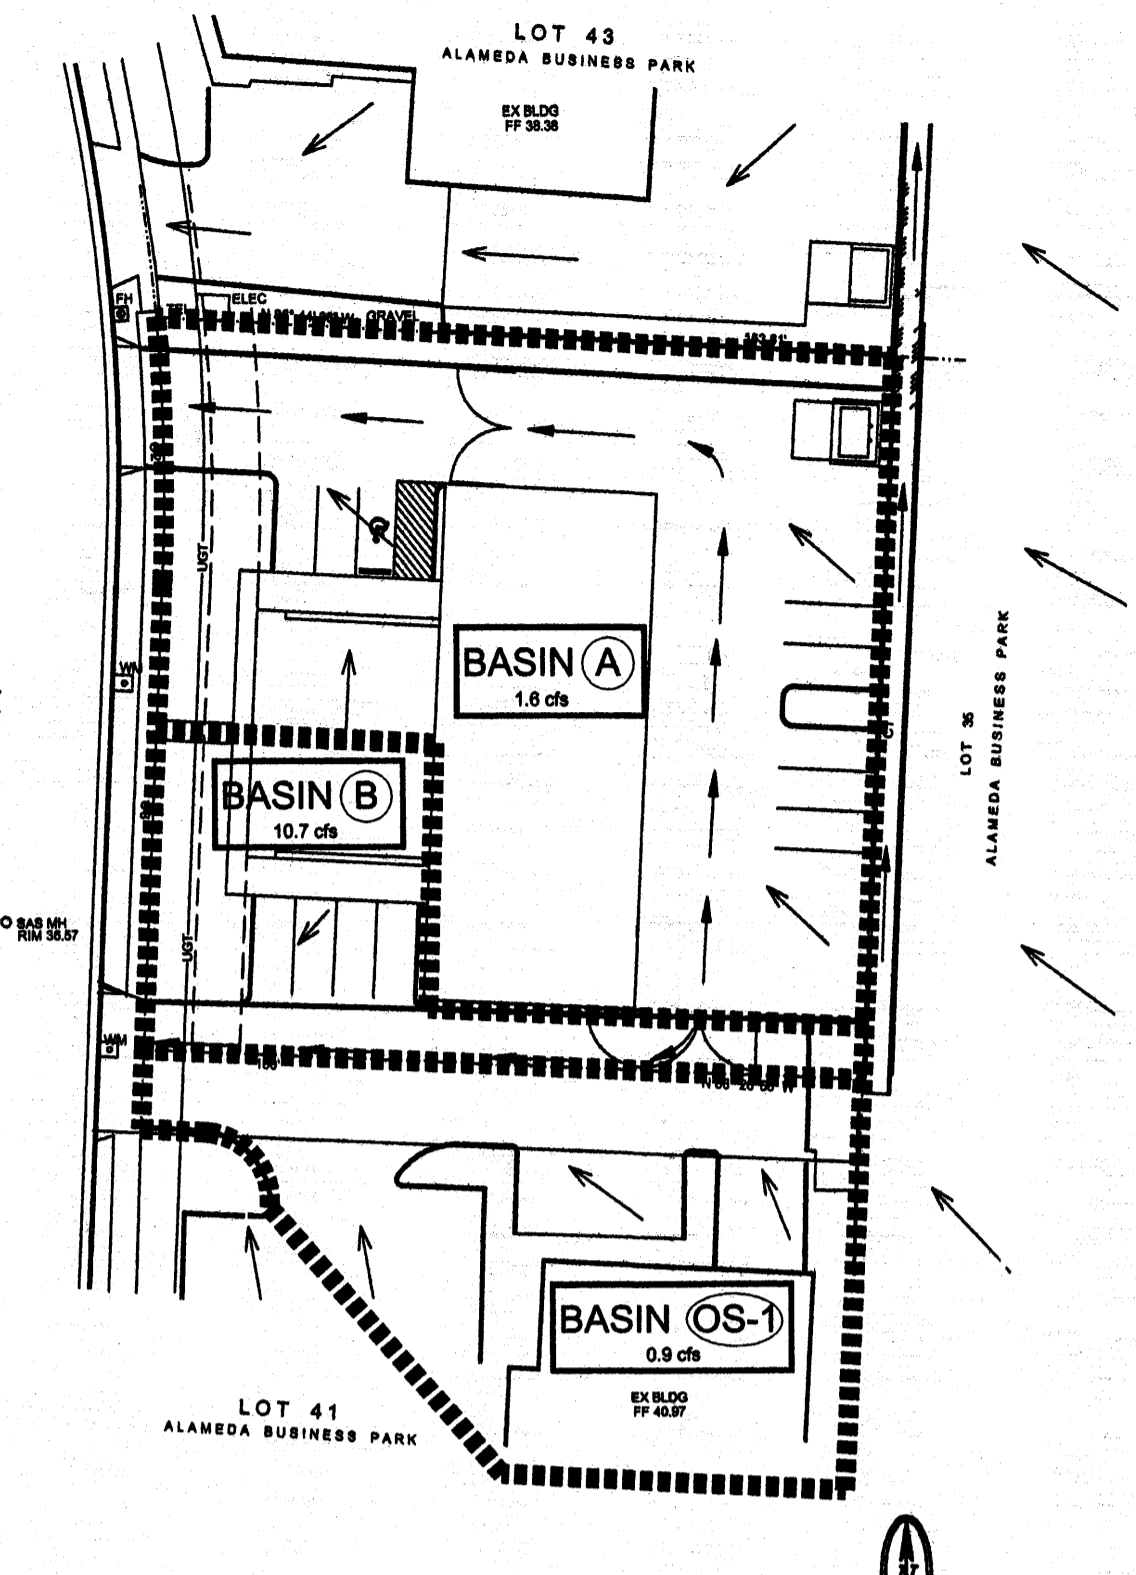 LOT 43
ALAMEDA BUSINESS PARK
EX BLDG
FF 38.38
FH
TEL
ELEC
GRAVEL
UGT
WM
BASIN A
1.6 cfs
BASIN B
10.7 cfs
LOT 35
ALAMEDA BUSINESS PARK
SAS MH
RIM 36.57
UGT
WM
BASIN OS-1
0.9 cfs
EX BLDG
FF 40.97
LOT 41
ALAMEDA BUSINESS PARK